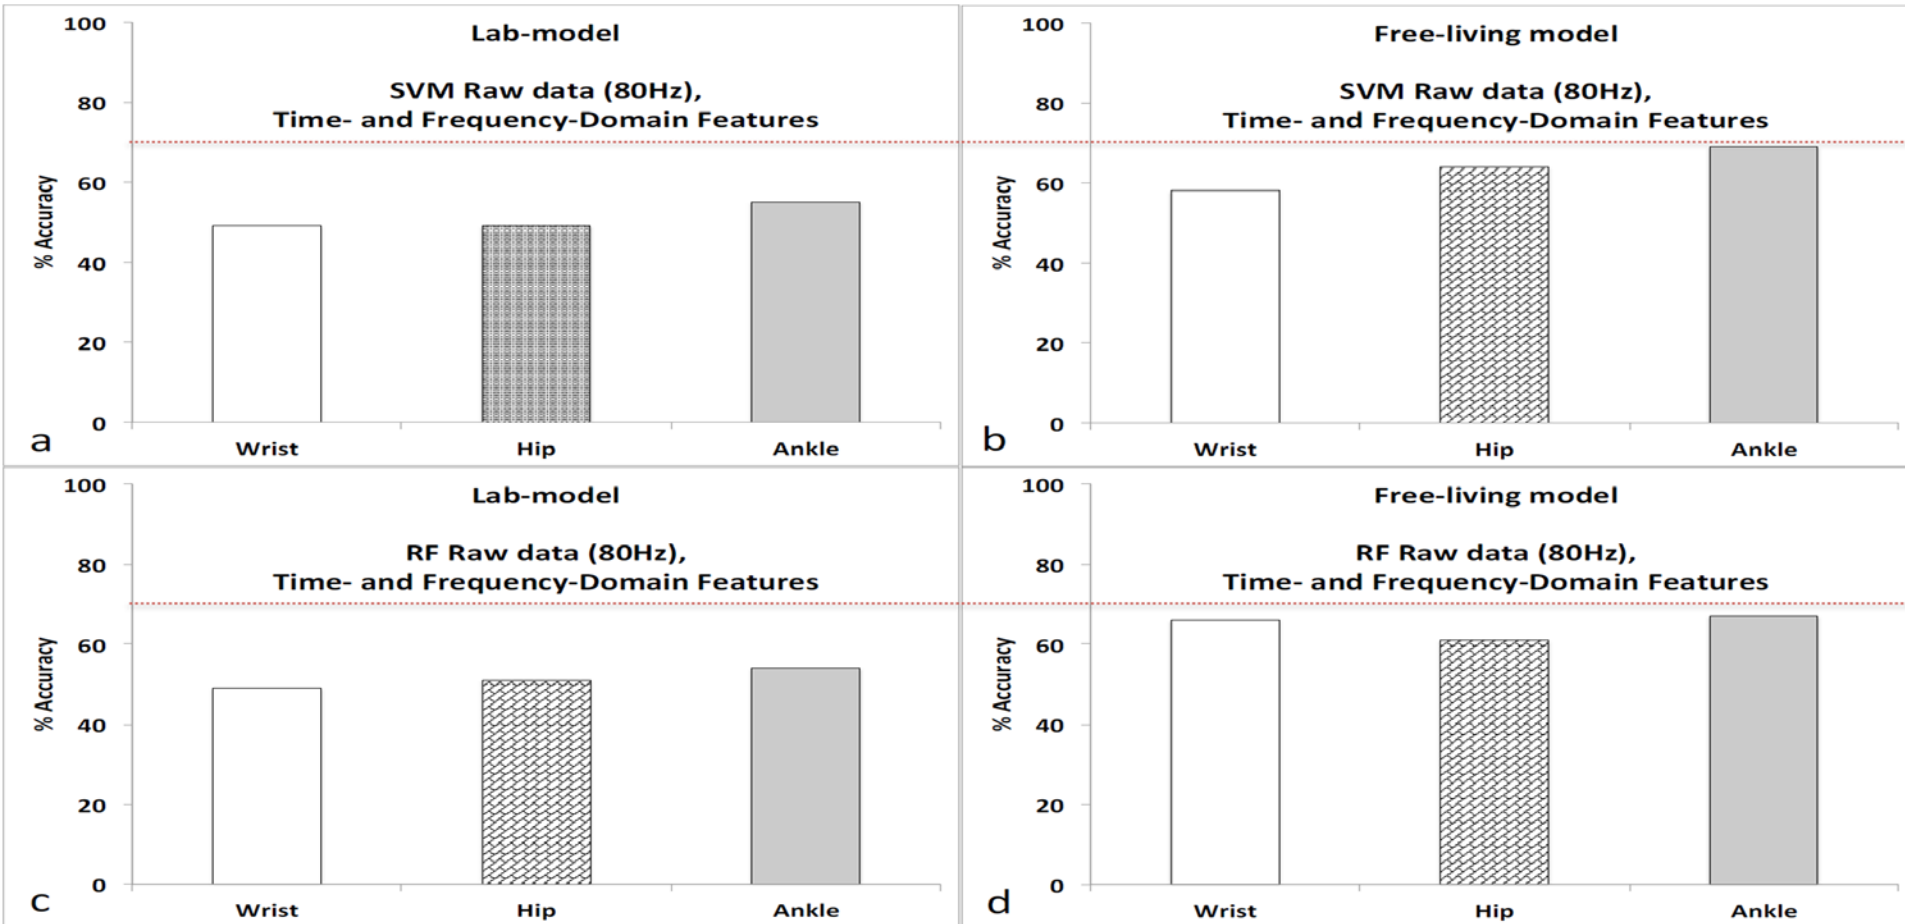 Lab-model
SVM Raw data (80Hz),
Time- and Frequency-Domain Features
% Accuracy
100
80
60
40
20
0
Wrist Hip Ankle
a
Free-living model
SVM Raw data (80Hz),
Time- and Frequency-Domain Features
% Accuracy
100
80
60
40
20
0
Wrist Hip Ankle
b
Lab-model
RF Raw data (80Hz),
Time- and Frequency-Domain Features
% Accuracy
100
80
60
40
20
0
Wrist Hip Ankle
c
Free-living model
RF Raw data (80Hz),
Time- and Frequency-Domain Features
% Accuracy
100
80
60
40
20
0
Wrist Hip Ankle
d